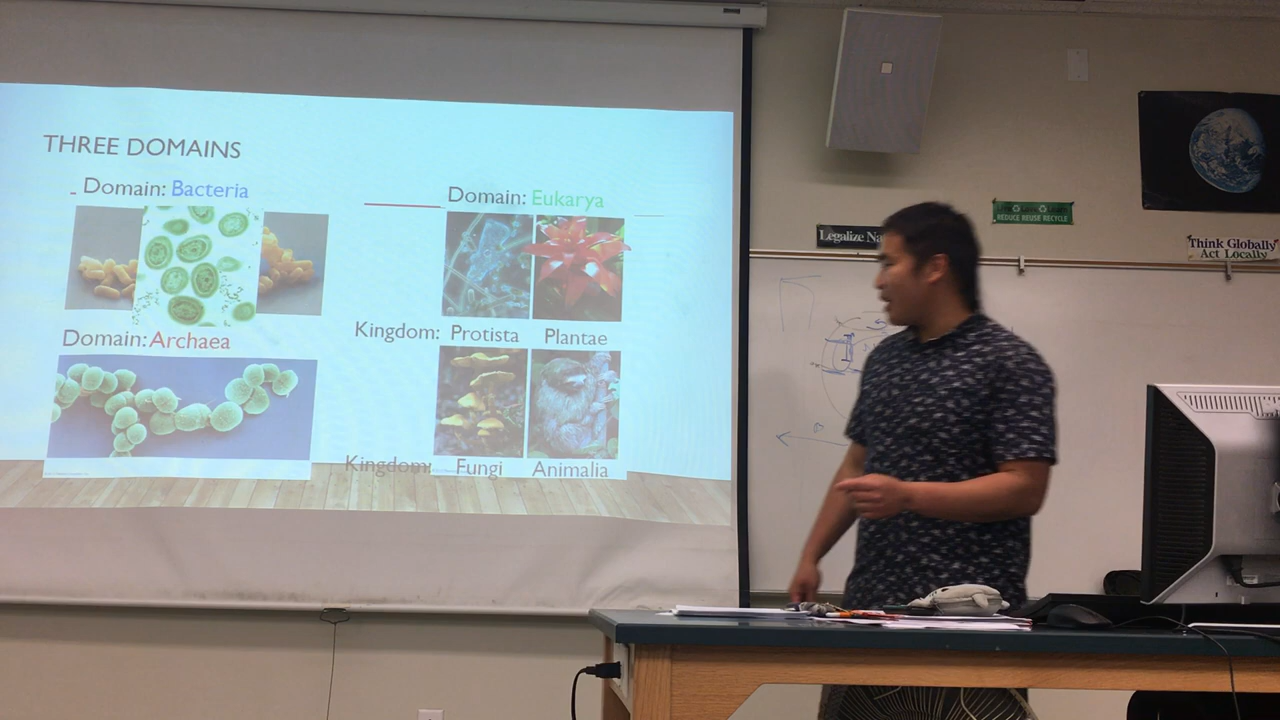 THREE DOMAINS
Domain: Bacteria
Domain: Eukarya
Kingdom: Protista Plantae
Domain: Archaea
Kingdom: Fungi Animalia
Legalize
REDUCE REUSE RECYCLE
Think Globally
Act Locally